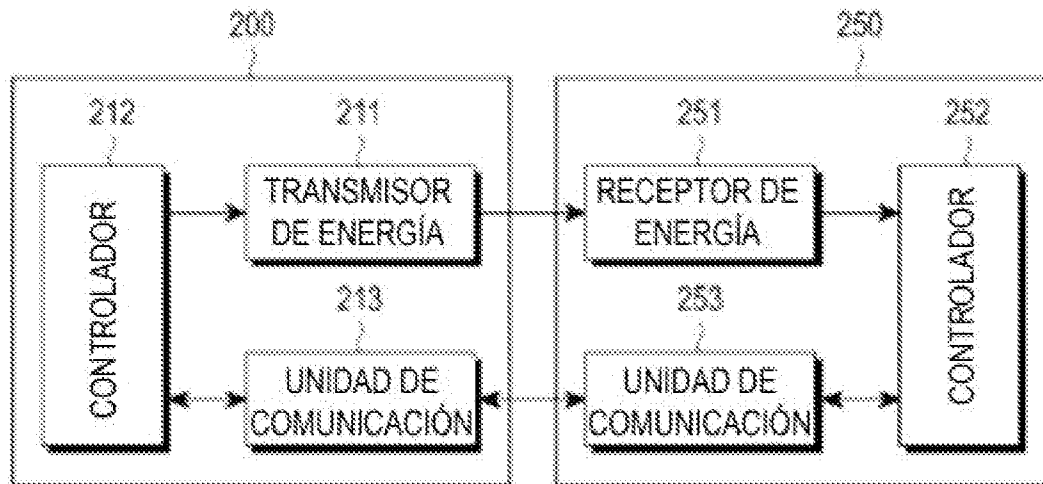 200
250
212
211
251
252
CONTROLADOR
TRANSMISOR
DE ENERGÍA
RECEPTOR DE
ENERGÍA
CONTROLADOR
213
253
UNIDAD DE
COMUNICACIÓN
UNIDAD DE
COMUNICACIÓN